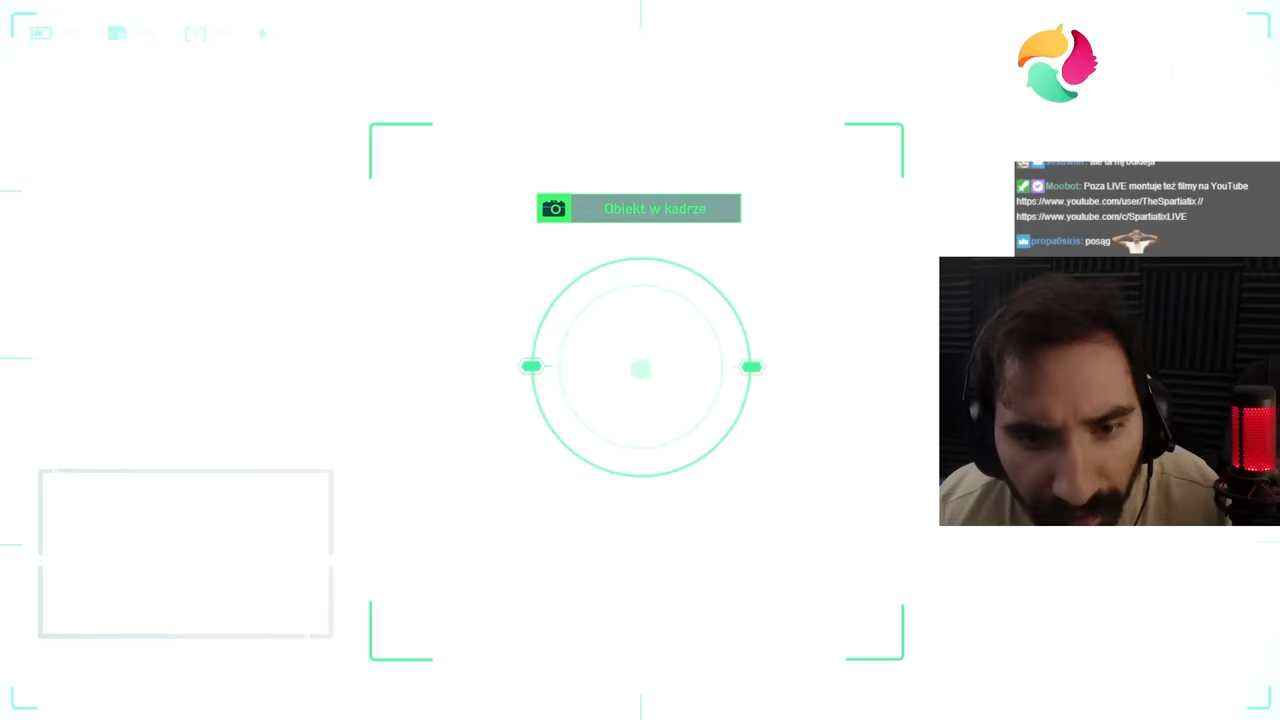 Obiekt w kadrze
Moobot: Poza LIVE montuje też filmy na YouTube
https://www.youtube.com/user/TheSpartiatix //
https://www.youtube.com/c/SpartiatixLIVE
propa0siris: posąg